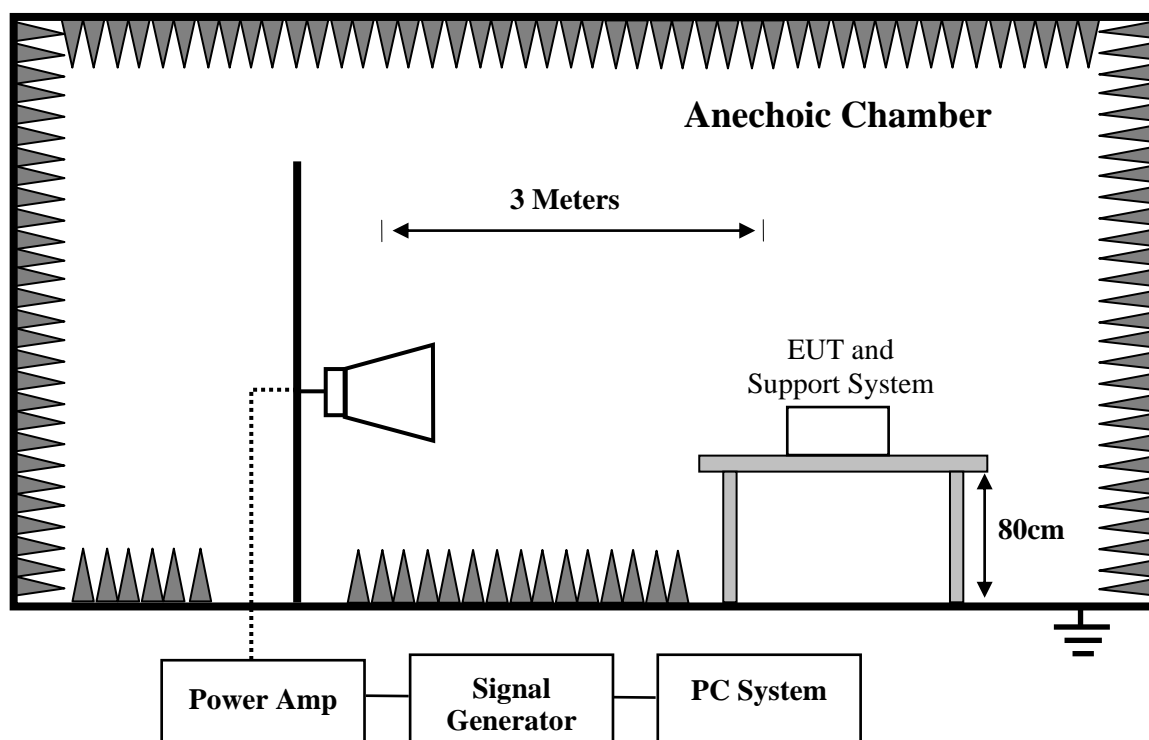 Anechoic Chamber
3 Meters
EUT and
Support System
80cm
Power Amp
Signal
Generator
PC System